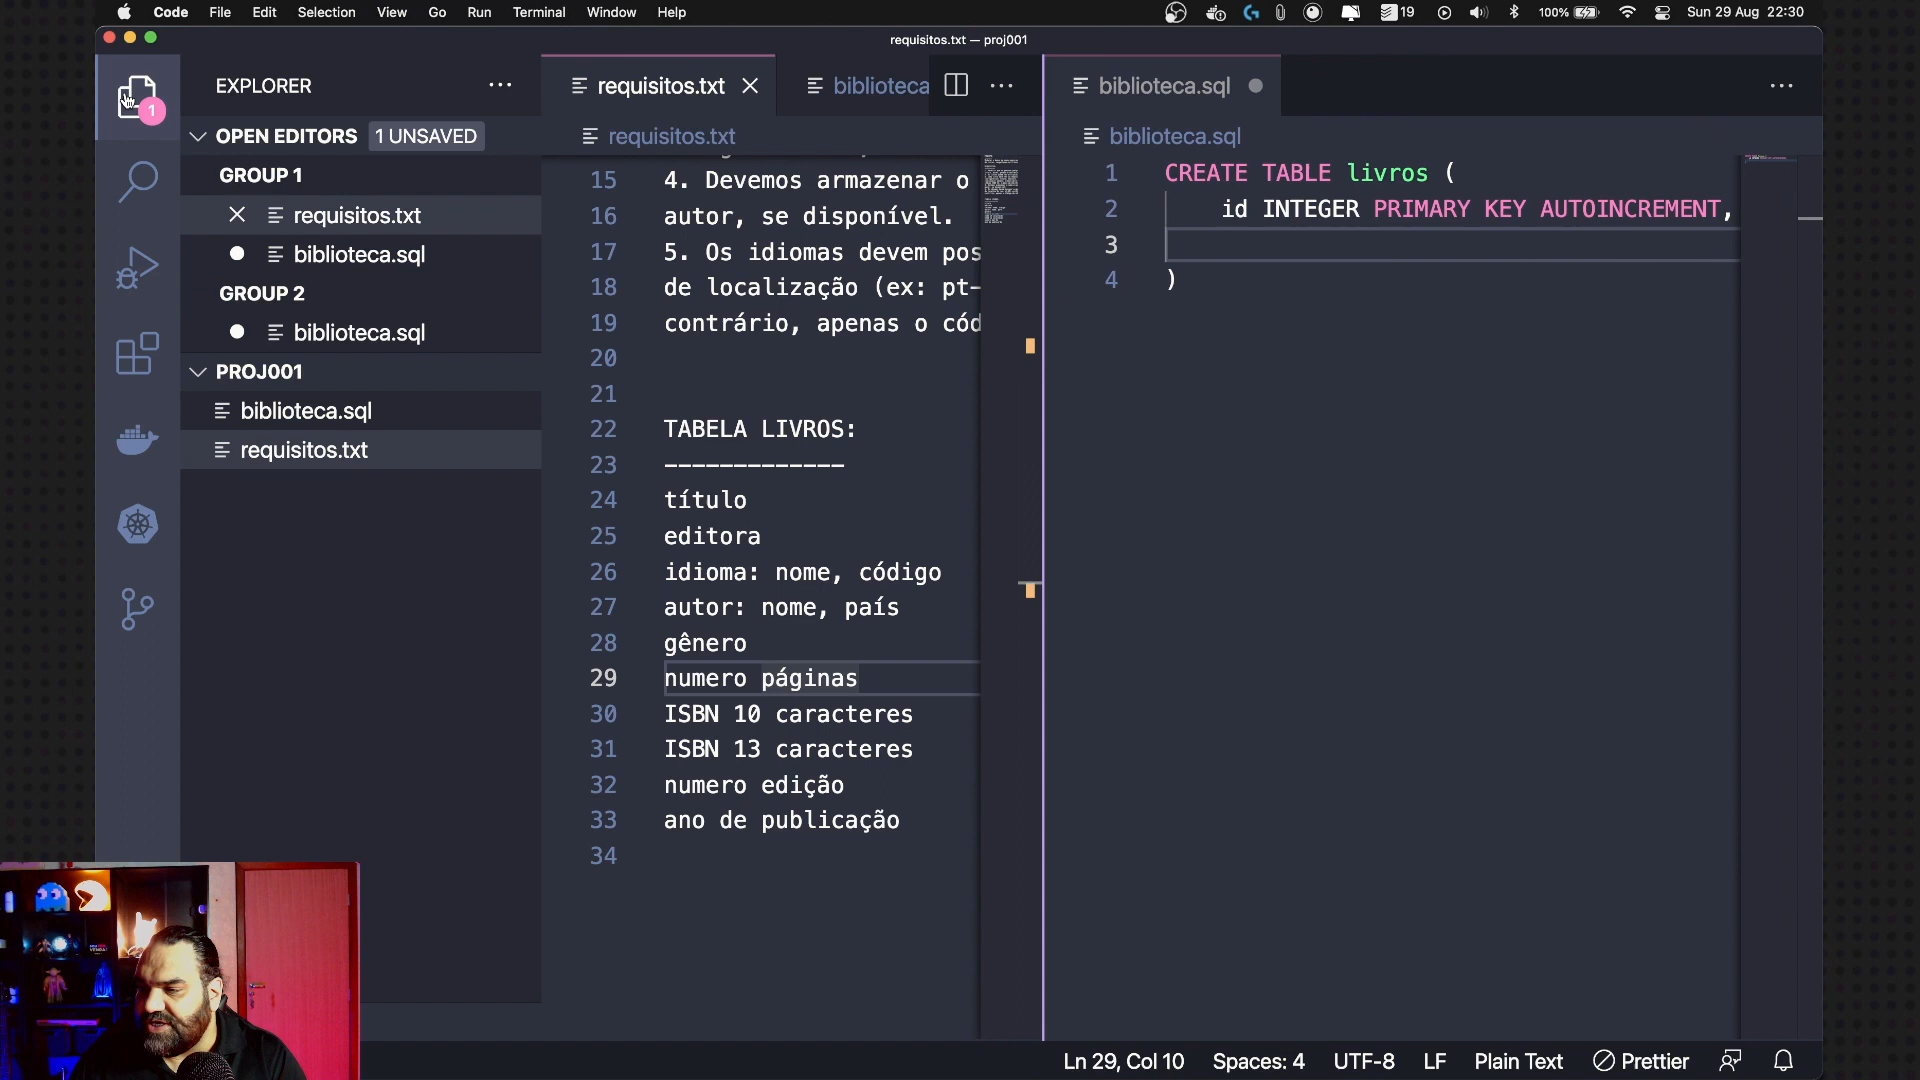 Code File Edit Selection View Go Run Terminal Window Help 19 100% Sun 29 Aug 22:30
requisitos.txt — proj001
EXPLORER
1
OPEN EDITORS 1 UNSAVED
GROUP 1
requisitos.txt
biblioteca.sql
GROUP 2
biblioteca.sql
PROJ001
biblioteca.sql
requisitos.txt
requisitos.txt biblioteca
requisitos.txt
15 4. Devemos armazenar o
16 autor, se disponível.
17 5. Os idiomas devem pos
18 de localização (ex: pt-
19 contrário, apenas o cód
20
21
22 TABELA LIVROS:
23 -------------
24 título
25 editora
26 idioma: nome, código
27 autor: nome, país
28 gênero
29 numero páginas
30 ISBN 10 caracteres
31 ISBN 13 caracteres
32 numero edição
33 ano de publicação
34
biblioteca.sql
biblioteca.sql
1 CREATE TABLE livros (
2 id INTEGER PRIMARY KEY AUTOINCREMENT,
3
4 )
Ln 29, Col 10 Spaces: 4 UTF-8 LF Plain Text Prettier